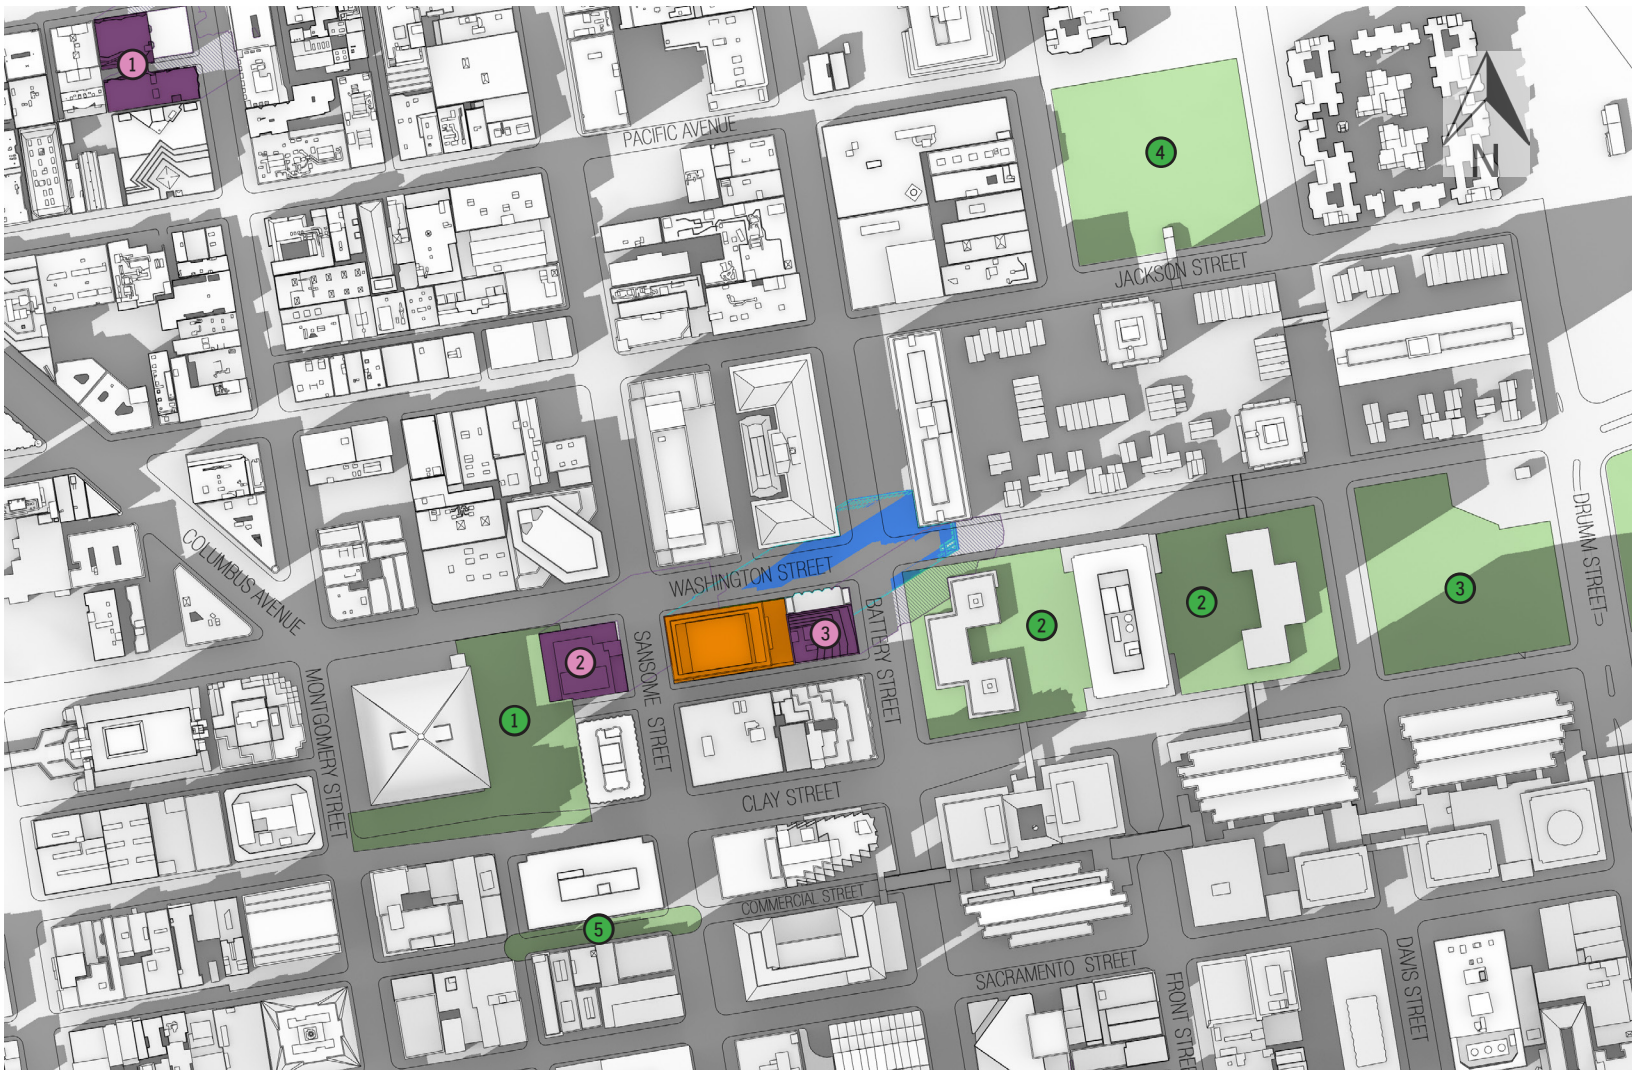 1
N
PACIFIC AVENUE
4
JACKSON STREET
COLUMBUS AVENUE
WASHINGTON STREET
DRUMM STREET
3
2
2
BATTERY STREET
3
2
SANSOME STREET
MONTGOMERY STREET
1
CLAY STREET
COMMERCIAL STREET
5
SACRAMENTO STREET
FRONT STREE
DAVIS STREET